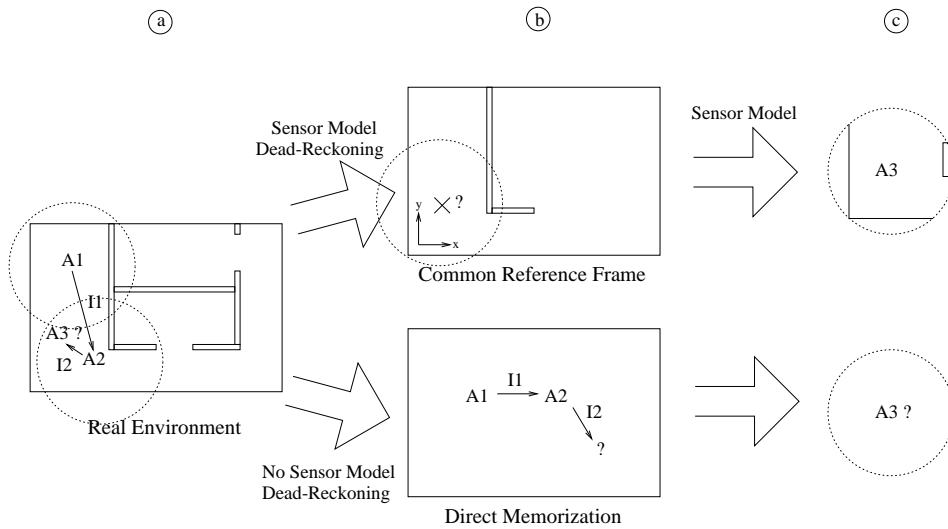 a
b
c
Sensor Model
Dead-Reckoning
Sensor Model
A3
?
y
x
Common Reference Frame
A1
I1
A3 ?
A2
I2
Real Environment
A1
I1
A2
I2
?
A3 ?
No Sensor Model
Dead-Reckoning
Direct Memorization